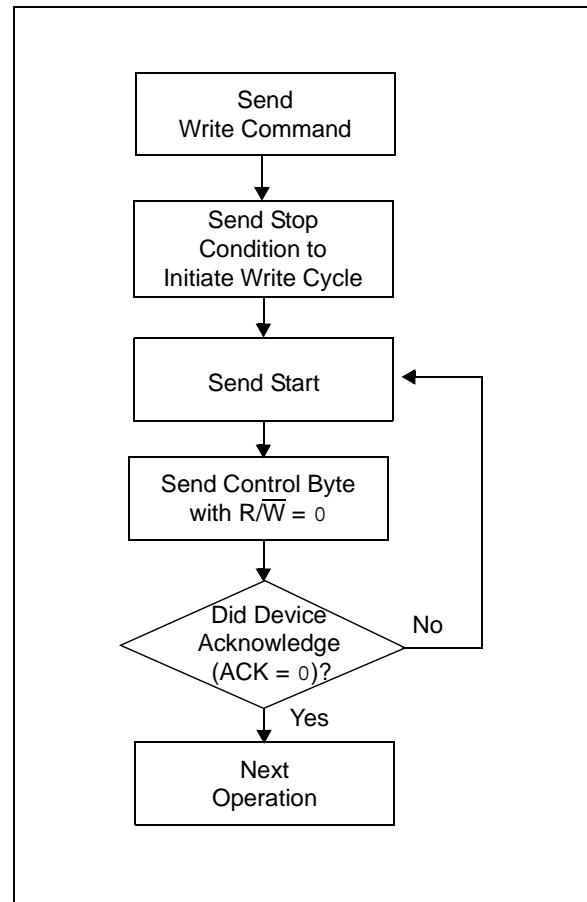 Send
Write Command
Send Stop
Condition to
Initiate Write Cycle
Send Start
Send Control Byte
with R/W̅ = 0
Did Device
Acknowledge
(ACK = 0)?
No
Yes
Next
Operation